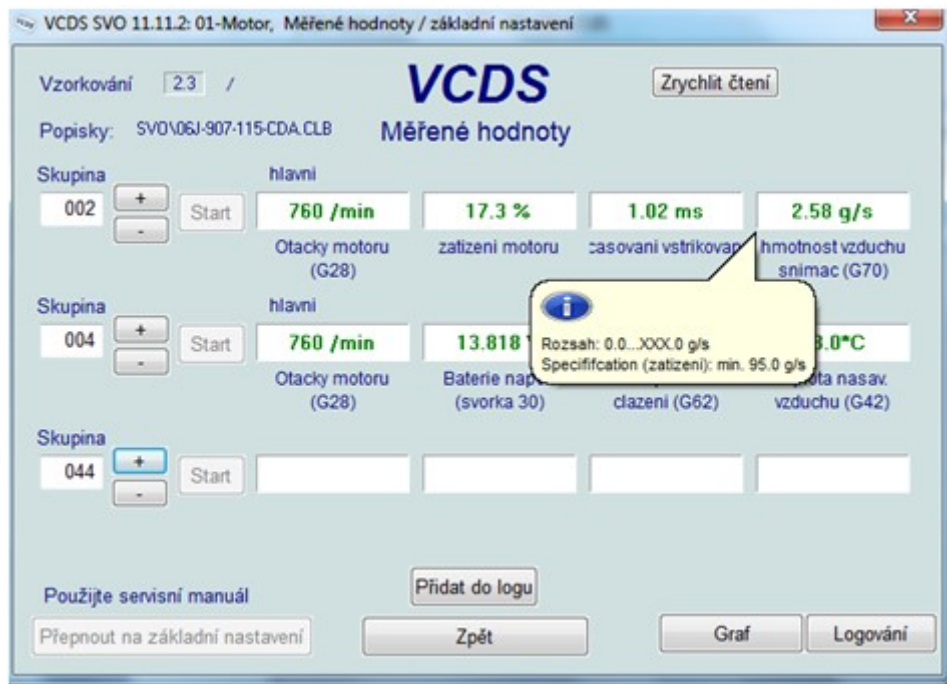 VCDS SVO 11.11.2: 01-Motor, Měřené hodnoty / základní nastavení
Vzorkování 2.3 /
VCDS
Zrychlit čtení
Popisky: SVO\06J-907-115-CDA.CLB
Měřené hodnoty
Skupina
hlavni
002 + - Start 760 /min 17.3 % 1.02 ms 2.58 g/s
Otacky motoru zatizeni motoru casovani vstrikovan hmotnost vzduchu
(G28) snimac (G70)
Rozsah: 0.0...XXX.0 g/s
Specififcation (zatizeni): min. 95.0 g/s
Skupina
hlavni
004 + - Start 760 /min 13.818 .0*C
Otacky motoru Baterie nap ota nasav.
(G28) (svorka 30) clazeni (G62) vzduchu (G42)
Skupina
044 + - Start
Použijte servisní manuál
Přidat do logu
Přepnout na základní nastavení Zpět Graf Logování